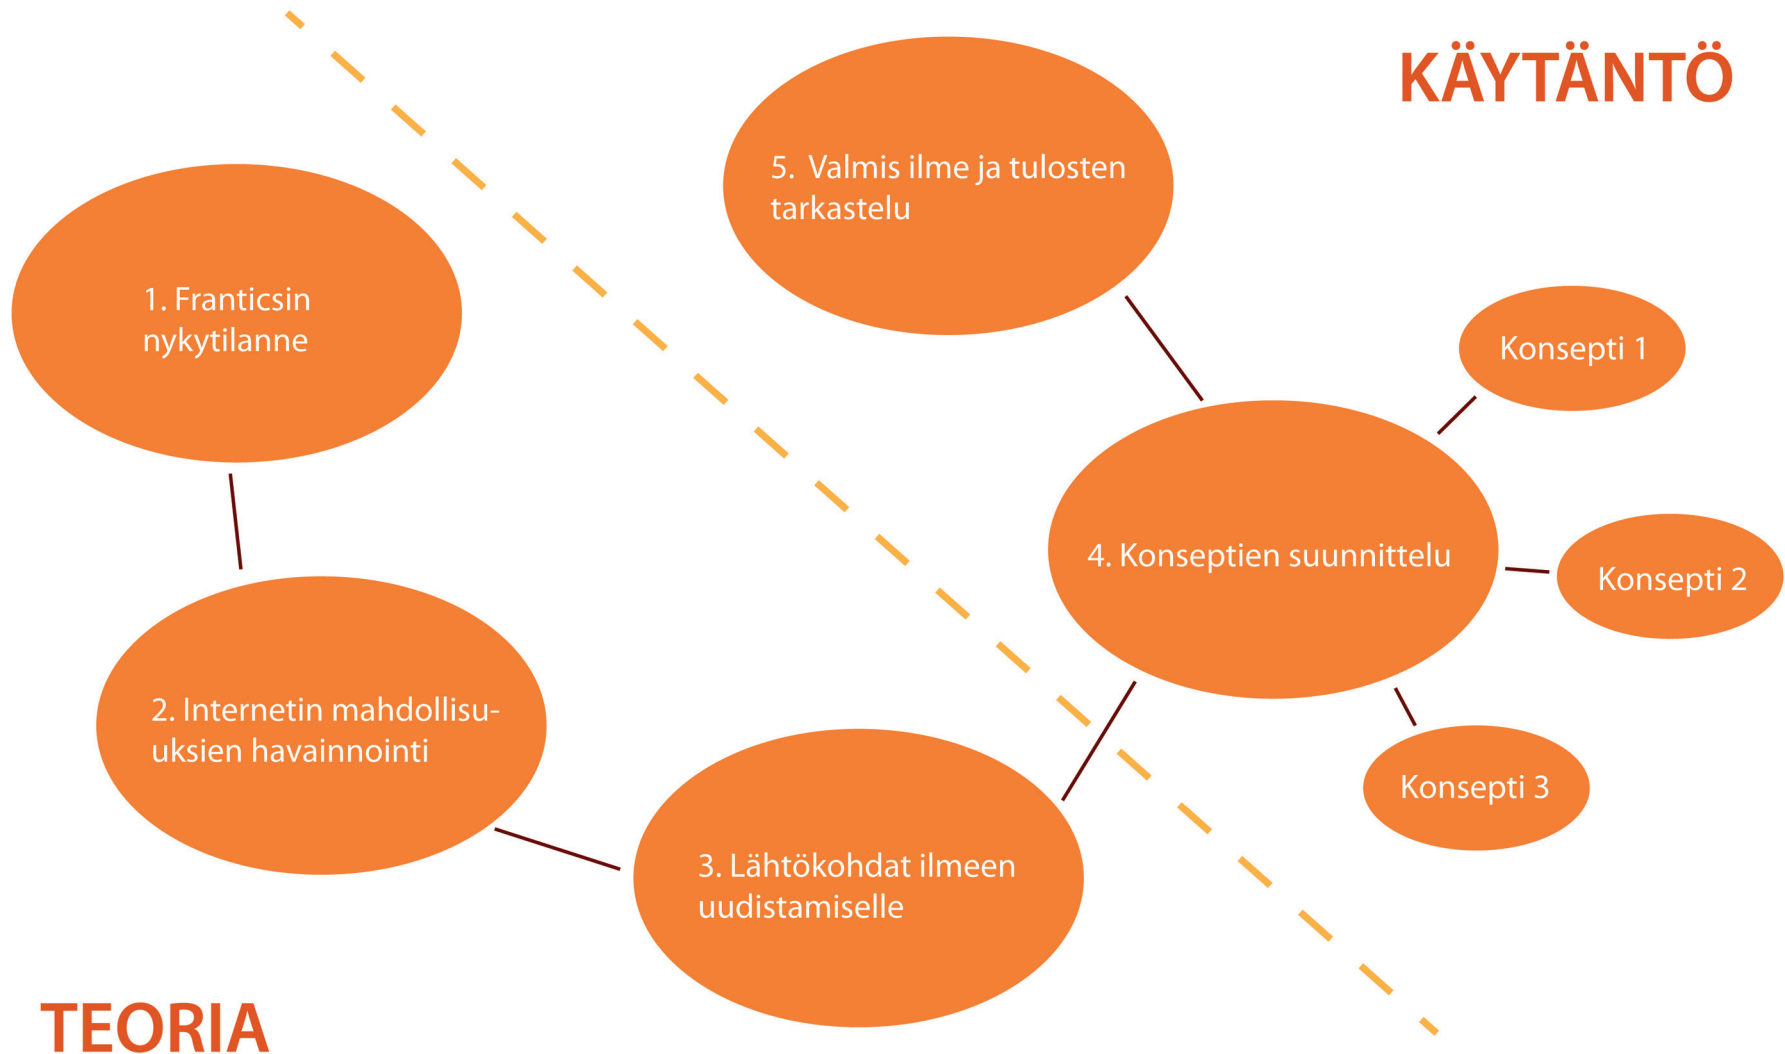 KÄYTÄNTÖ
5. Valmis ilme ja tulosten
tarkastelu
1. Franticsin
nykytilanne
Konsepti 1
4. Konseptien suunnittelu
Konsepti 2
2. Internetin mahdollisu-
uksien havainnointi
Konsepti 3
3. Lähtökohdat ilmeen
uudistamiselle
TEORIA